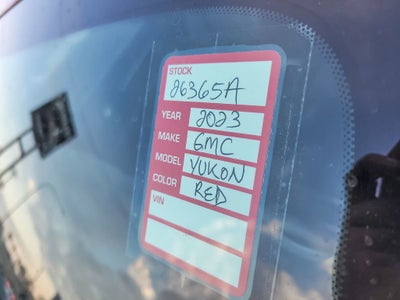 STOCK
26365A
YEAR 2023
MAKE GMC
MODEL YUKON
COLOR RED
VIN